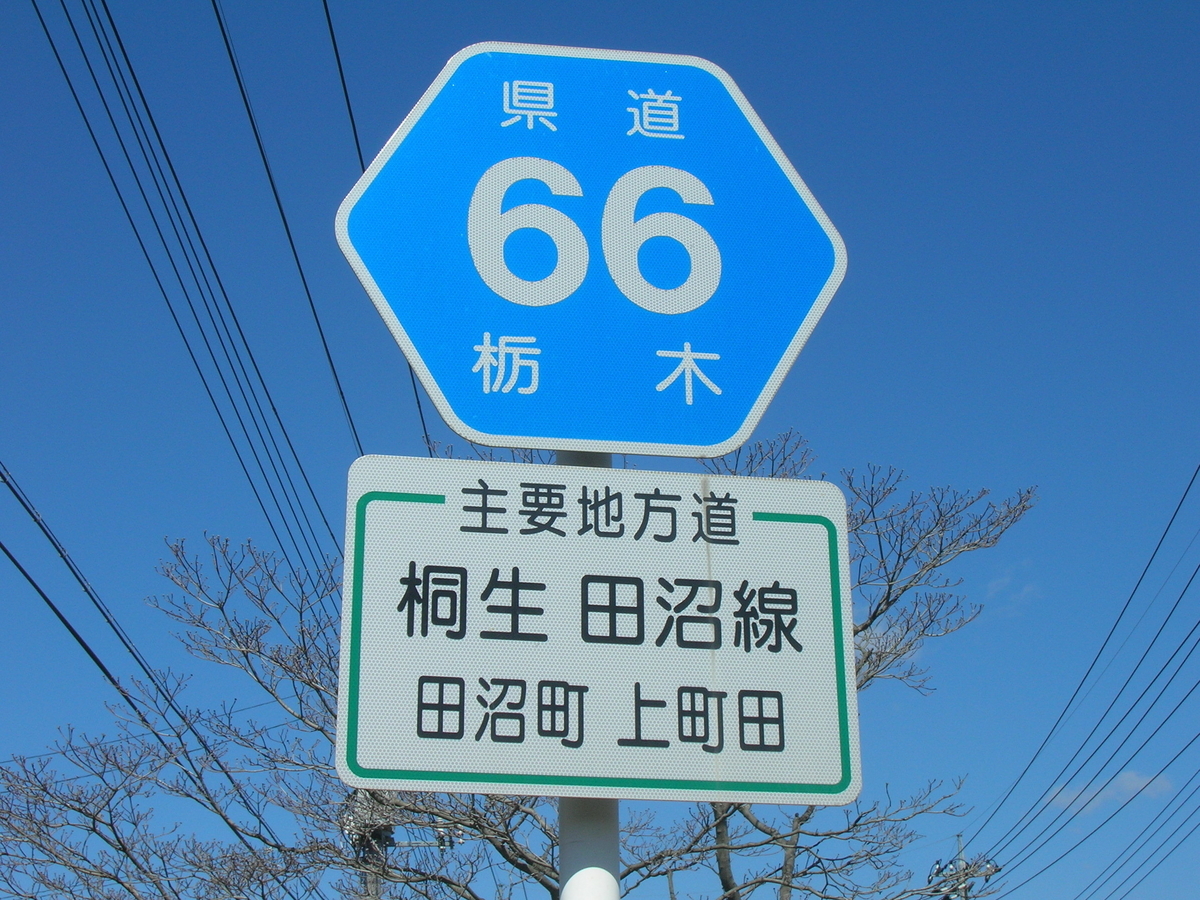 県道
66
栃木
主要地方道
桐生 田沼線
田沼町 上町田